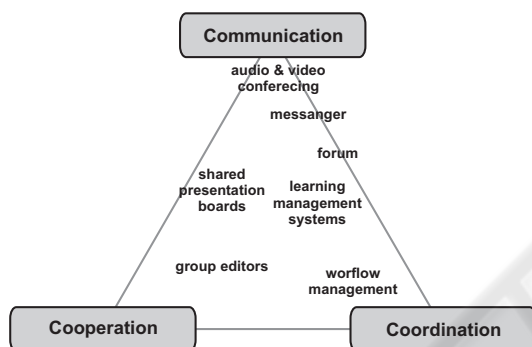 Communication
audio & video
conferecing
messanger
forum
shared
presentation
boards
learning
management
systems
group editors
worflow
management
Cooperation
Coordination